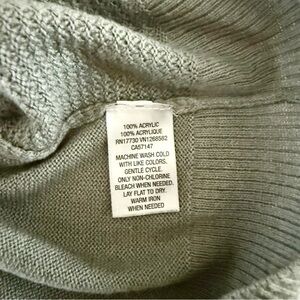 100% ACRYLIC
100% ACRYLIQUE
RN17730 VN1268582
CA57147
MACHINE WASH COLD
WITH LIKE COLORS.
GENTLE CYCLE.
ONLY NON-CHLORINE
BLEACH WHEN NEEDED.
LAY FLAT TO DRY.
WARM IRON
WHEN NEEDED